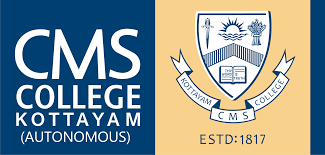 CMS
COLLEGE
KOTTAYAM
(AUTONOMOUS)
KOTTAYAM CMS COLLEGE
ESTD:1817